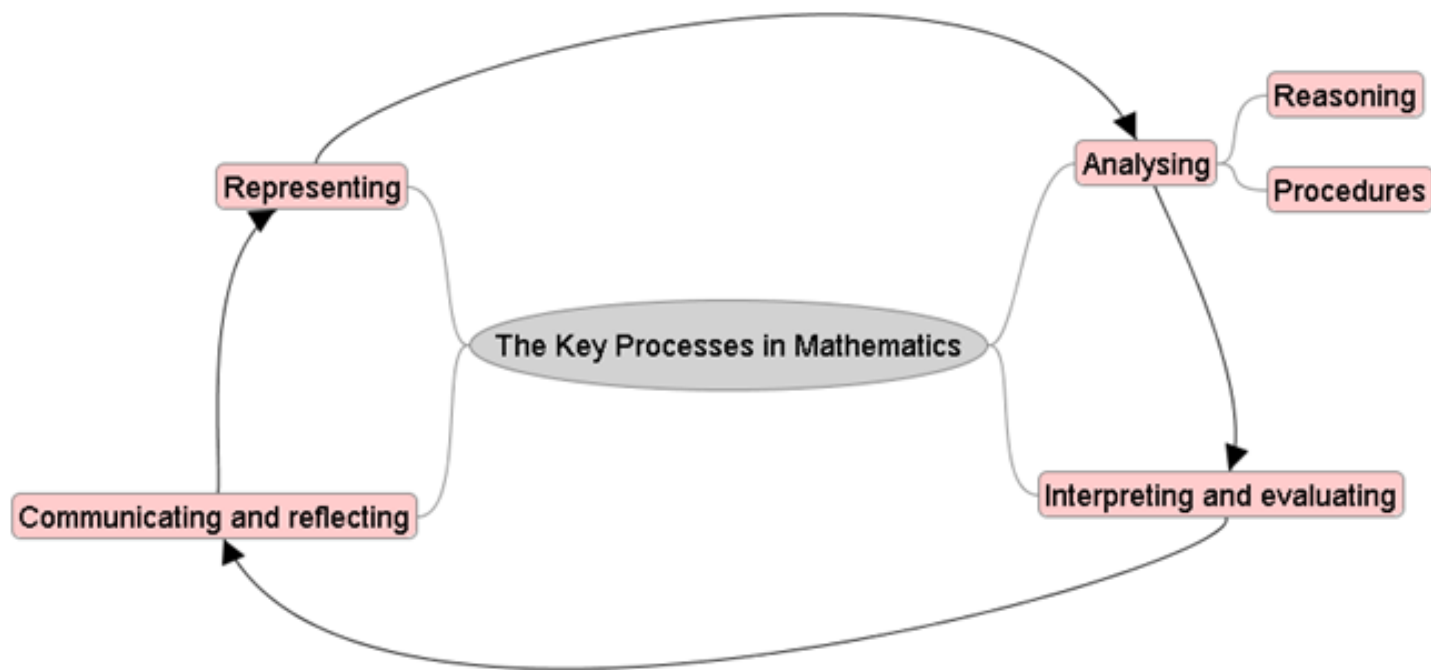 Reasoning
Analysing
Representing
Procedures
The Key Processes in Mathematics
Interpreting and evaluating
Communicating and reflecting